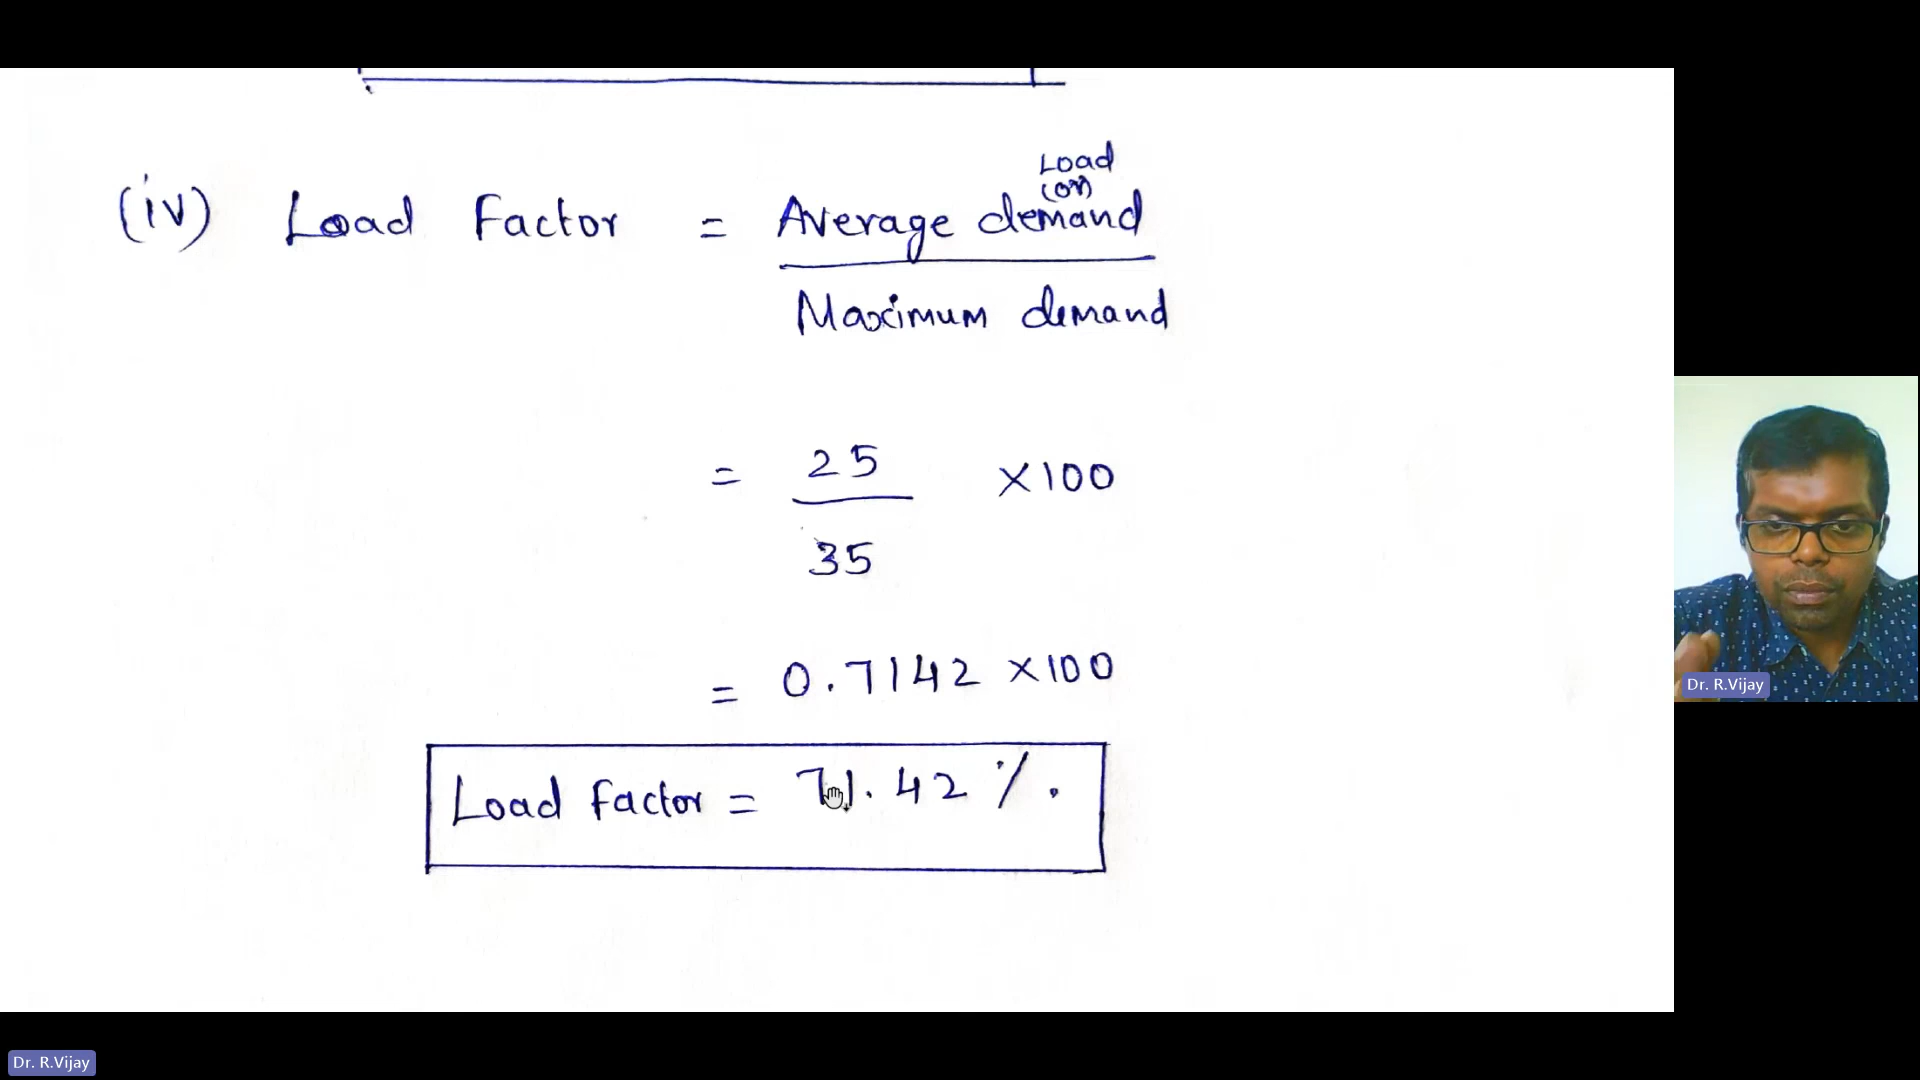 Load
(or)
(iv) Load Factor = Average demand
Maximum demand
= 25 ×100
35
= 0.7142 ×100
Load factor = 71.42 %.
Dr. R.Vijay
Dr. R.Vijay